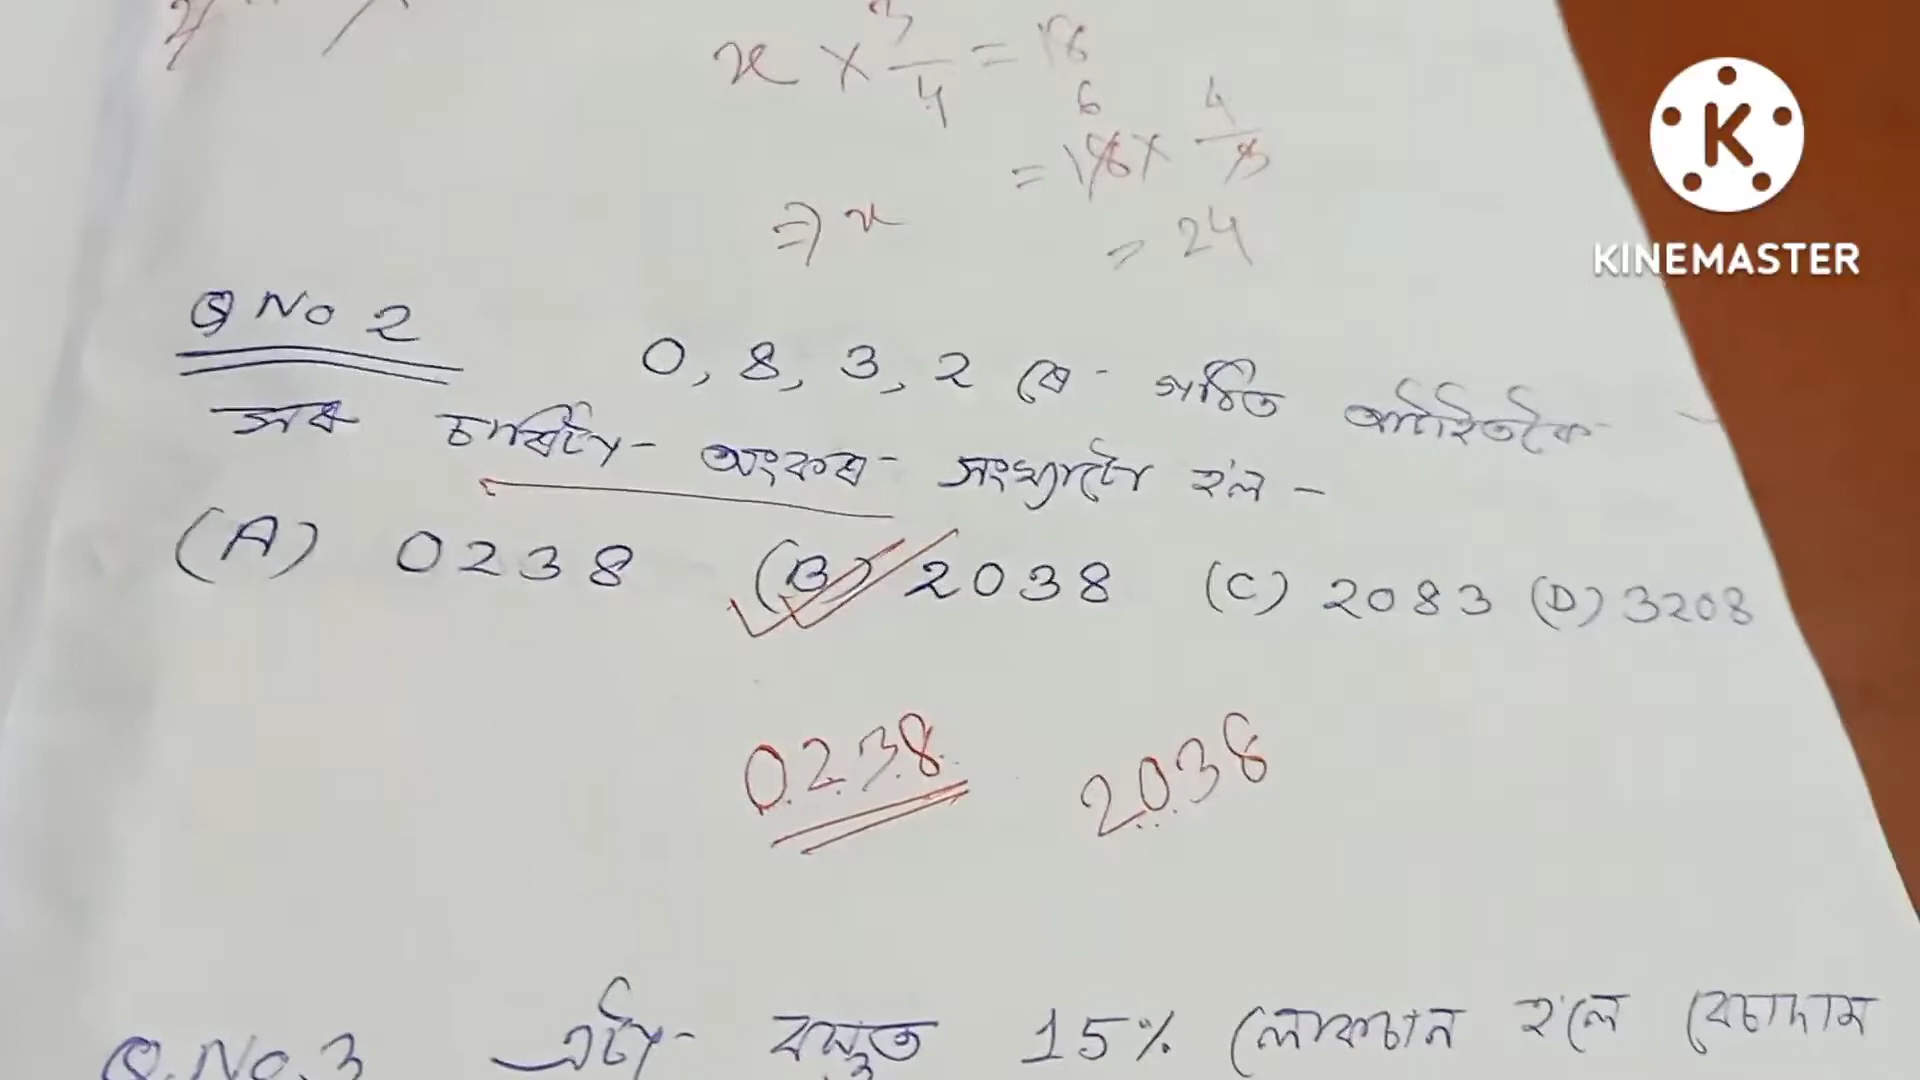 x × 3/4 = 18
6 4
= 18 × 4/3
⇒ x = 24
Q No 2 0, 8, 3, 2 ৰে গঠিত আটাইতকৈ
সৰু চাৰিটা অংকৰ সংখ্যাটো হ'ল -
(A) 0238 (B) 2038 (C) 2083 (D) 3208
0238 2038
Q.No.3 এটা বস্তুত 15% লোকচান হ'লে বেচাদাম
K
KINEMASTER